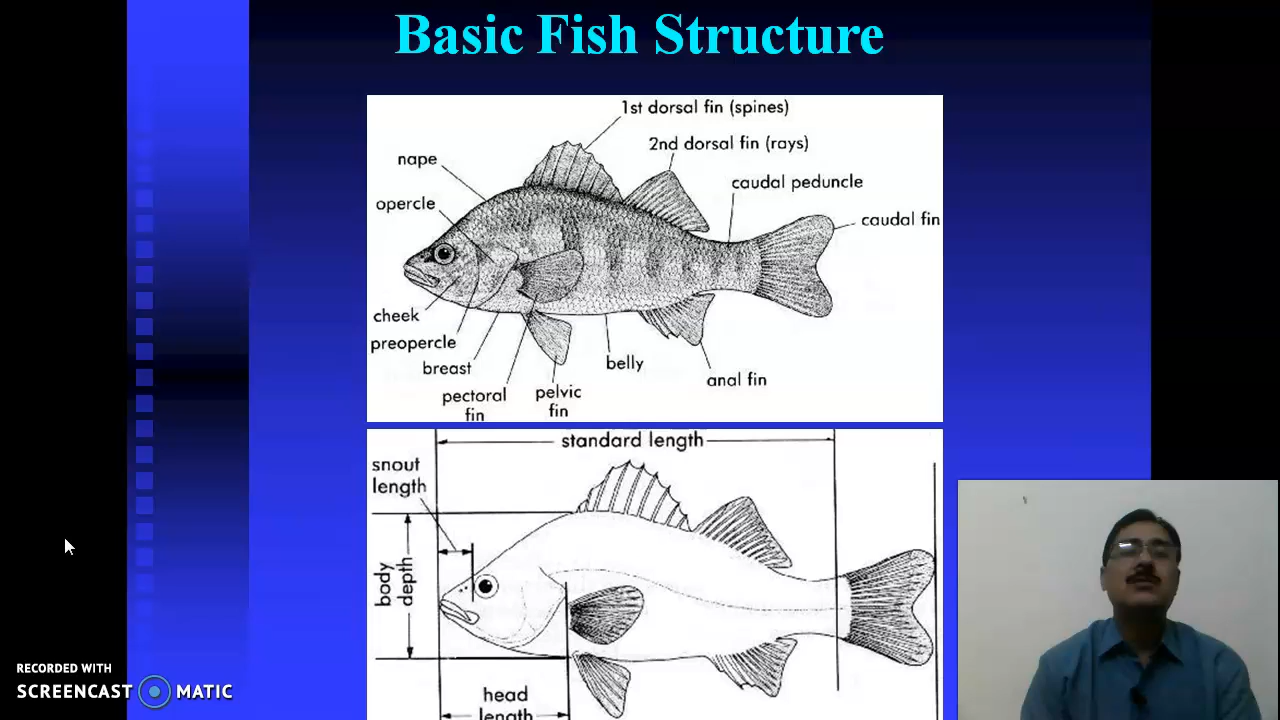 Basic Fish Structure
1st dorsal fin (spines)
2nd dorsal fin (rays)
nape
caudal peduncle
opercle
caudal fin
cheek
preopercle
breast
belly
anal fin
pectoral
fin
pelvic
fin
standard length
snout
length
body
depth
head
length
RECORDED WITH
SCREENCAST MATIC